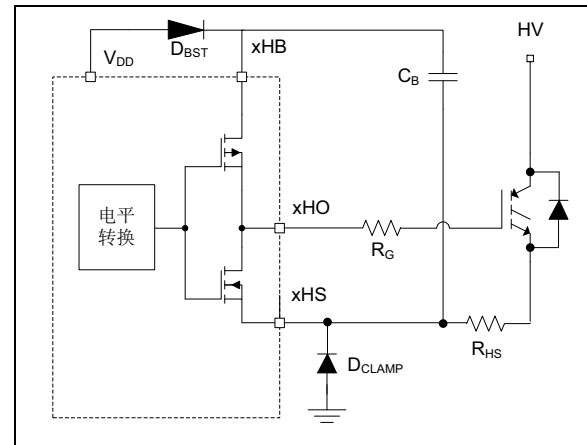 HV
xHB
D_BST
V_DD
C_B
电平
转换
xHO
R_G
xHS
R_HS
D_CLAMP